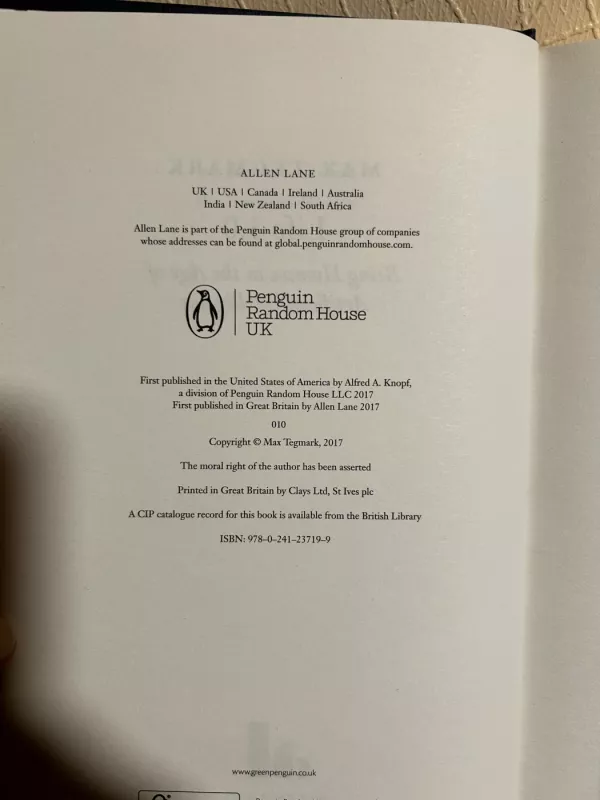 ALLEN LANE
UK | USA | Canada | Ireland | Australia
India | New Zealand | South Africa
Allen Lane is part of the Penguin Random House group of companies
whose addresses can be found at global.penguinrandomhouse.com.
Penguin
Random House
UK
First published in the United States of America by Alfred A. Knopf,
a division of Penguin Random House LLC 2017
First published in Great Britain by Allen Lane 2017
010
Copyright © Max Tegmark, 2017
The moral right of the author has been asserted
Printed in Great Britain by Clays Ltd, St Ives plc
A CIP catalogue record for this book is available from the British Library
ISBN: 978–0–241–23719–9
www.greenpenguin.co.uk